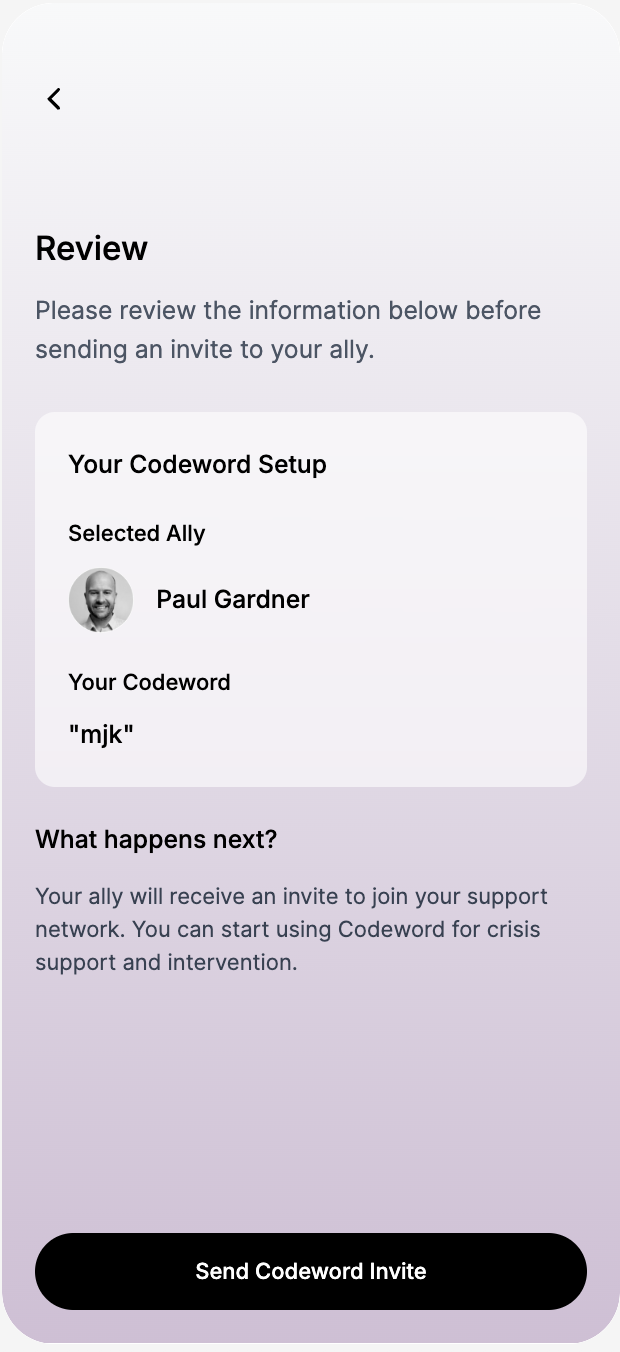 Review
Please review the information below before
sending an invite to your ally.
Your Codeword Setup
Selected Ally
Paul Gardner
Your Codeword
"mjk"
What happens next?
Your ally will receive an invite to join your support
network. You can start using Codeword for crisis
support and intervention.
Send Codeword Invite